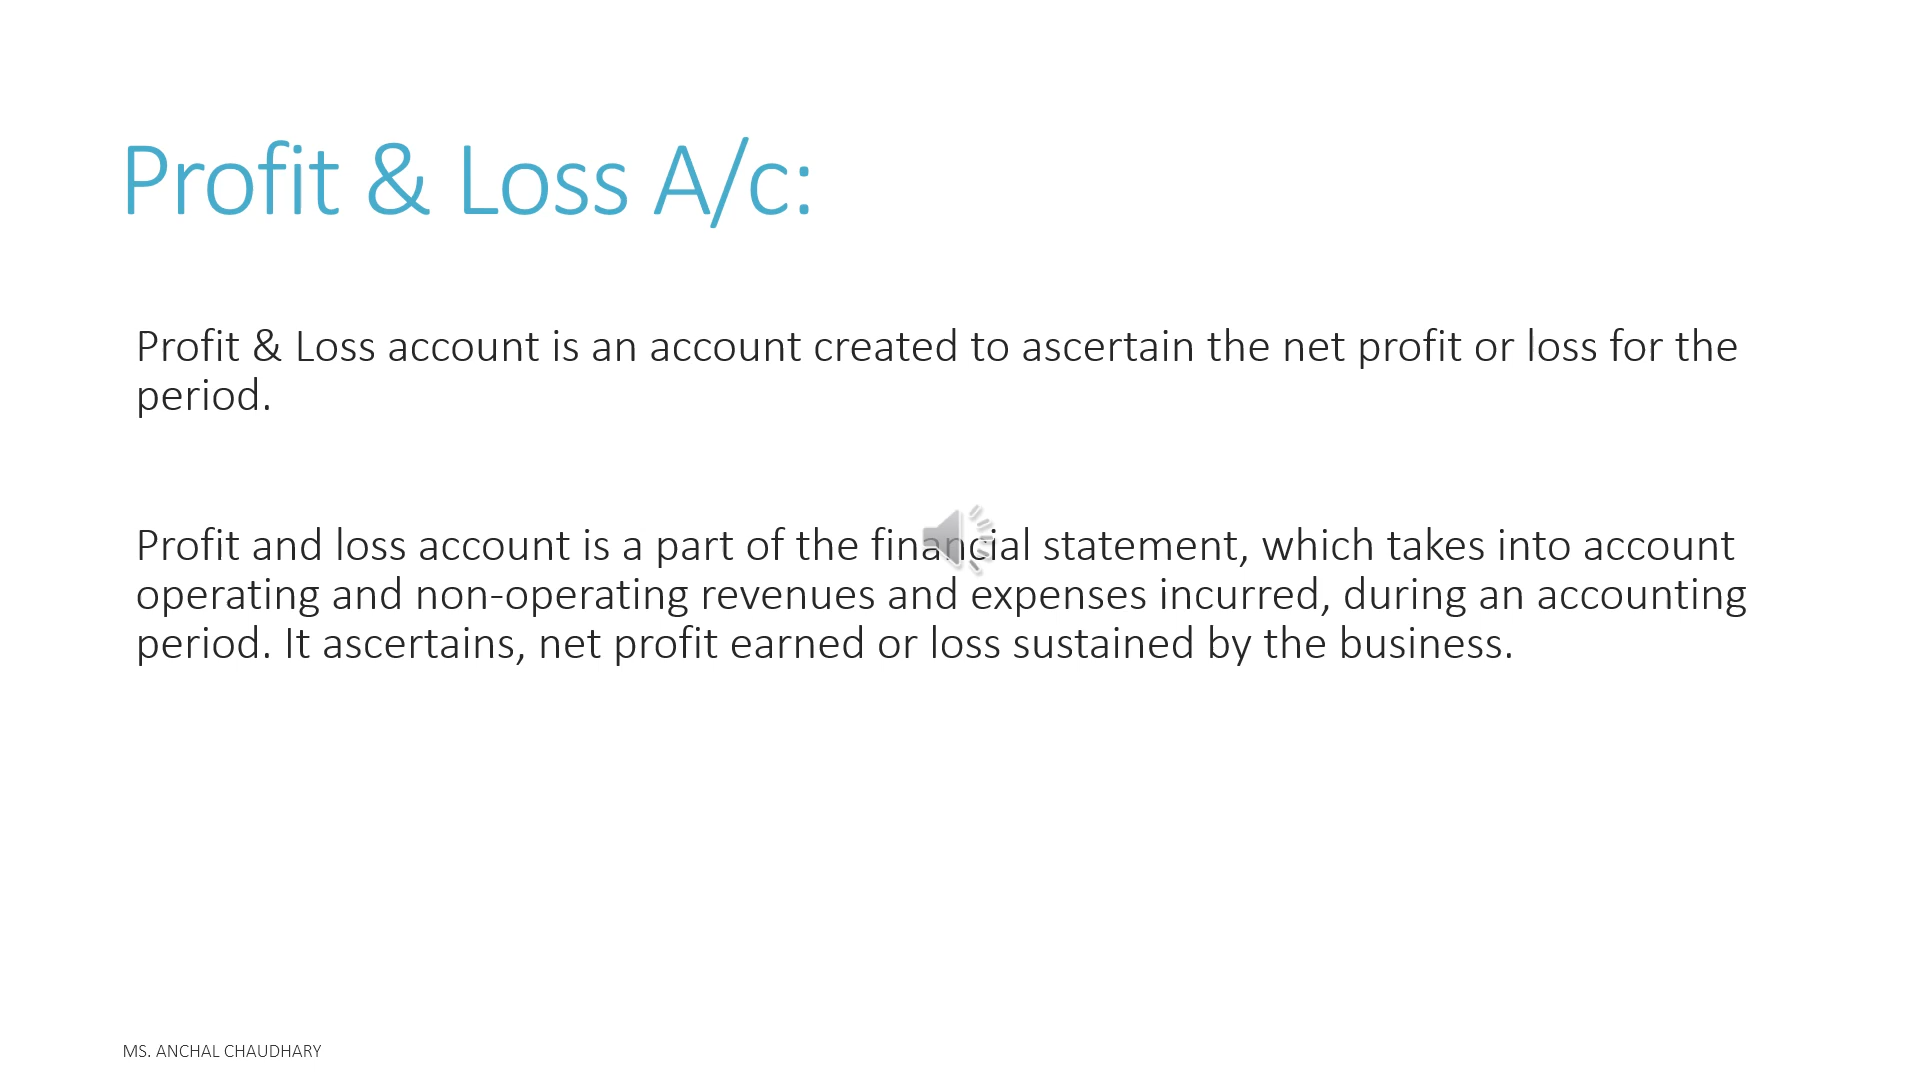 Profit & Loss A/c:
Profit & Loss account is an account created to ascertain the net profit or loss for the
period.
Profit and loss account is a part of the financial statement, which takes into account
operating and non-operating revenues and expenses incurred, during an accounting
period. It ascertains, net profit earned or loss sustained by the business.
MS. ANCHAL CHAUDHARY